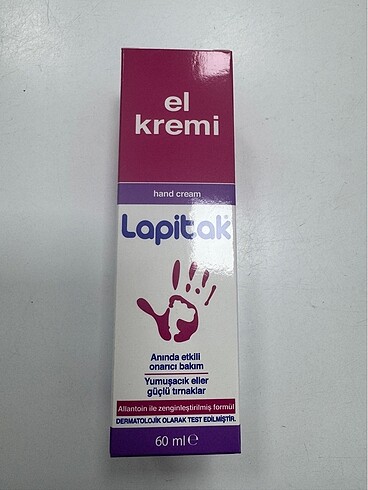 el
kremi
hand cream
Lapitak
Anında etkili
onarıcı bakım
Yumuşacık eller
güçlü tırnaklar
Allantoin ile zenginleştirilmiş formül
DERMATOLOJİK OLARAK TEST EDİLMİŞTİR.
60 ml ℮